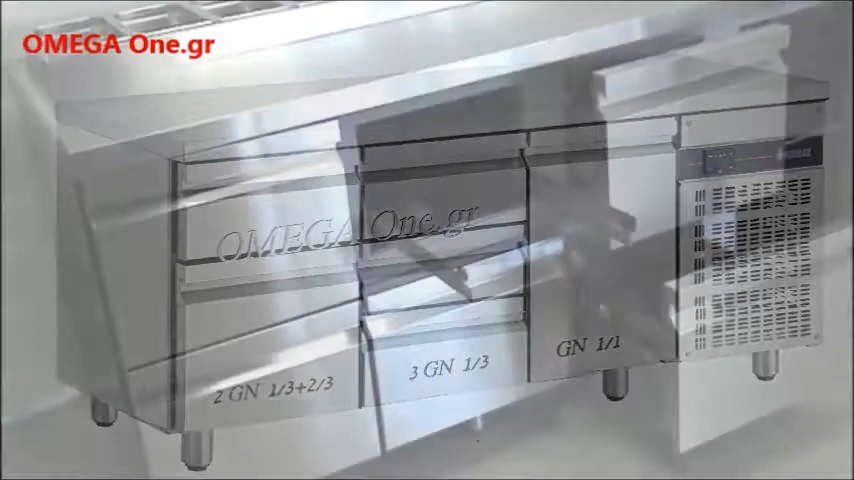 OMEGA One.gr
OMEGA One.gr
2 GN 1/3+2/3
3 GN 1/3
GN 1/1